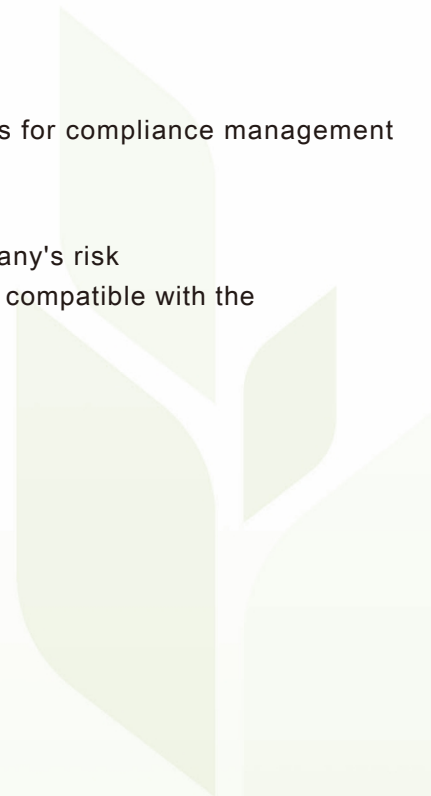 s for compliance management
any's risk
compatible with the